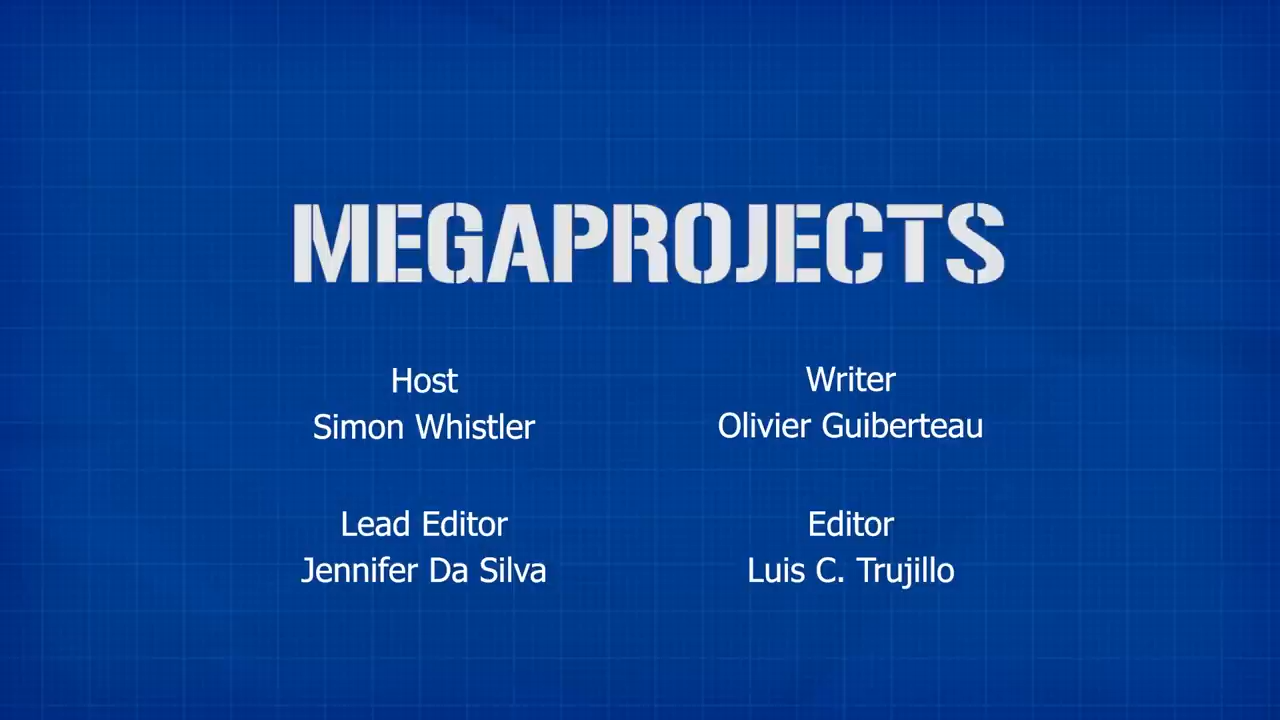 MEGAPROJECTS
Host
Simon Whistler
Writer
Olivier Guiberteau
Lead Editor
Jennifer Da Silva
Editor
Luis C. Trujillo